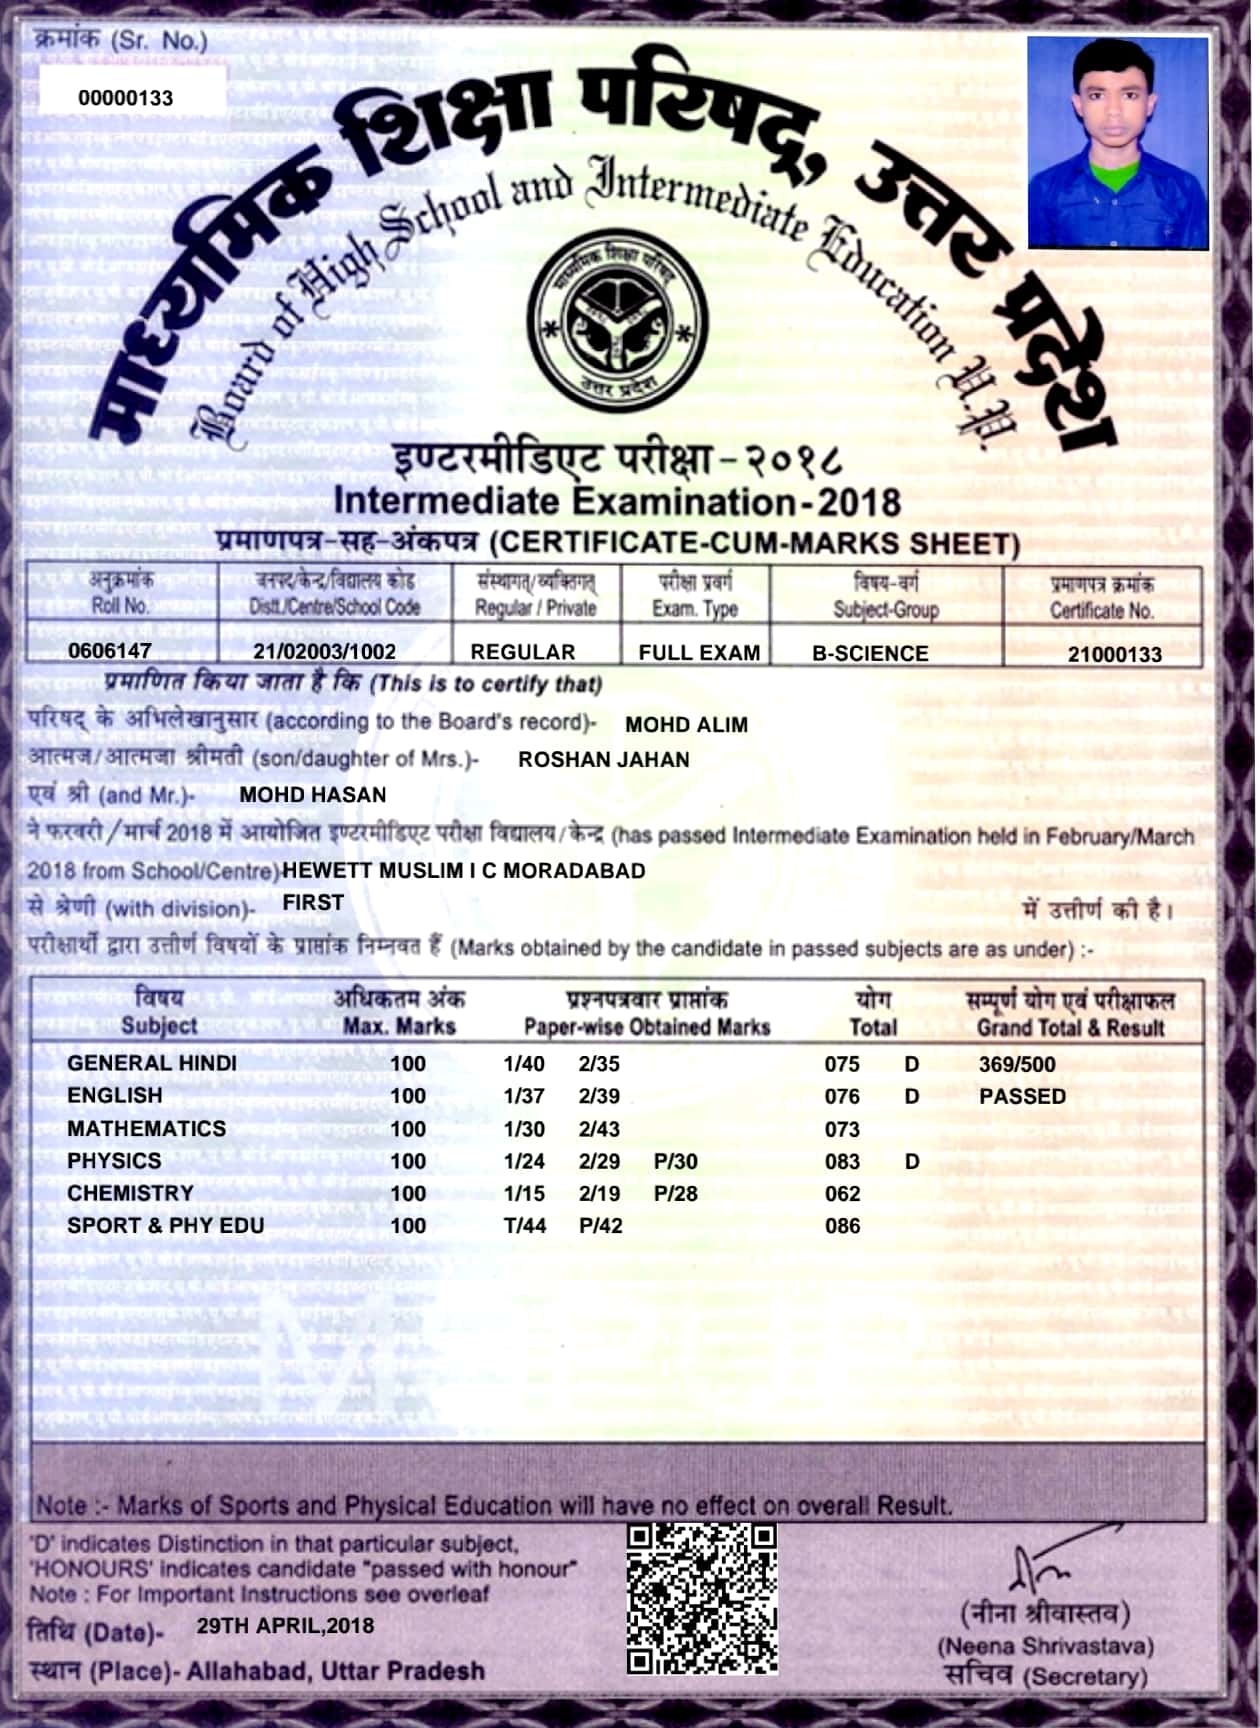 क्रमांक (Sr. No.)
00000133
माध्यमिक शिक्षा परिषद्, उत्तर प्रदेश
Board of High School and Intermediate Education U.P.
माध्यमिक शिक्षा परिषद्
उत्तर प्रदेश
इण्टरमीडिएट परीक्षा - २०१८
Intermediate Examination - 2018
प्रमाणपत्र-सह-अंकपत्र (CERTIFICATE-CUM-MARKS SHEET)
अनुक्रमांक जनपद/केन्द्र/विद्यालय कोड संस्थागत्/व्यक्तिगत् परीक्षा प्रवर्ग विषय-वर्ग प्रमाणपत्र क्रमांक
Roll No. Distt./Centre/School Code Regular / Private Exam. Type Subject-Group Certificate No.
0606147 21/02003/1002 REGULAR FULL EXAM B-SCIENCE 21000133
प्रमाणित किया जाता है कि (This is to certify that)
परिषद् के अभिलेखानुसार (according to the Board's record)- MOHD ALIM
आत्मज/आत्मजा श्रीमती (son/daughter of Mrs.)- ROSHAN JAHAN
एवं श्री (and Mr.)- MOHD HASAN
ने फरवरी/मार्च 2018 में आयोजित इण्टरमीडिएट परीक्षा विद्यालय/केन्द्र (has passed Intermediate Examination held in February/March
2018 from School/Centre) HEWETT MUSLIM I C MORADABAD
से श्रेणी (with division)- FIRST में उत्तीर्ण की है।
परीक्षार्थी द्वारा उत्तीर्ण विषयों के प्राप्तांक निम्नवत हैं (Marks obtained by the candidate in passed subjects are as under) :-
विषय अधिकतम अंक प्रश्नपत्रवार प्राप्तांक योग सम्पूर्ण योग एवं परीक्षाफल
Subject Max. Marks Paper-wise Obtained Marks Total Grand Total & Result
GENERAL HINDI 100 1/40 2/35 075 D 369/500
ENGLISH 100 1/37 2/39 076 D PASSED
MATHEMATICS 100 1/30 2/43 073
PHYSICS 100 1/24 2/29 P/30 083 D
CHEMISTRY 100 1/15 2/19 P/28 062
SPORT & PHY EDU 100 T/44 P/42 086
Note :- Marks of Sports and Physical Education will have no effect on overall Result.
'D' indicates Distinction in that particular subject,
'HONOURS' indicates candidate "passed with honour"
Note : For Important Instructions see overleaf
तिथि (Date)- 29TH APRIL,2018
स्थान (Place)- Allahabad, Uttar Pradesh
(नीना श्रीवास्तव)
(Neena Shrivastava)
सचिव (Secretary)